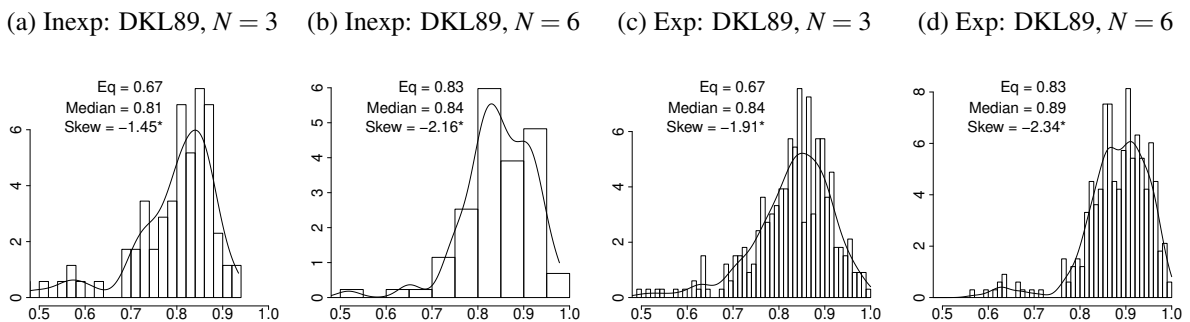 (a) Inexp: DKL89, N = 3
Eq = 0.67
Median = 0.81
Skew = −1.45*
0 2 4 6
0.5 0.6 0.7 0.8 0.9 1.0
(b) Inexp: DKL89, N = 6
Eq = 0.83
Median = 0.84
Skew = −2.16*
0 1 2 3 4 5 6
0.5 0.6 0.7 0.8 0.9 1.0
(c) Exp: DKL89, N = 3
Eq = 0.67
Median = 0.84
Skew = −1.91*
0 2 4 6
0.5 0.6 0.7 0.8 0.9 1.0
(d) Exp: DKL89, N = 6
Eq = 0.83
Median = 0.89
Skew = −2.34*
0 2 4 6 8
0.5 0.6 0.7 0.8 0.9 1.0